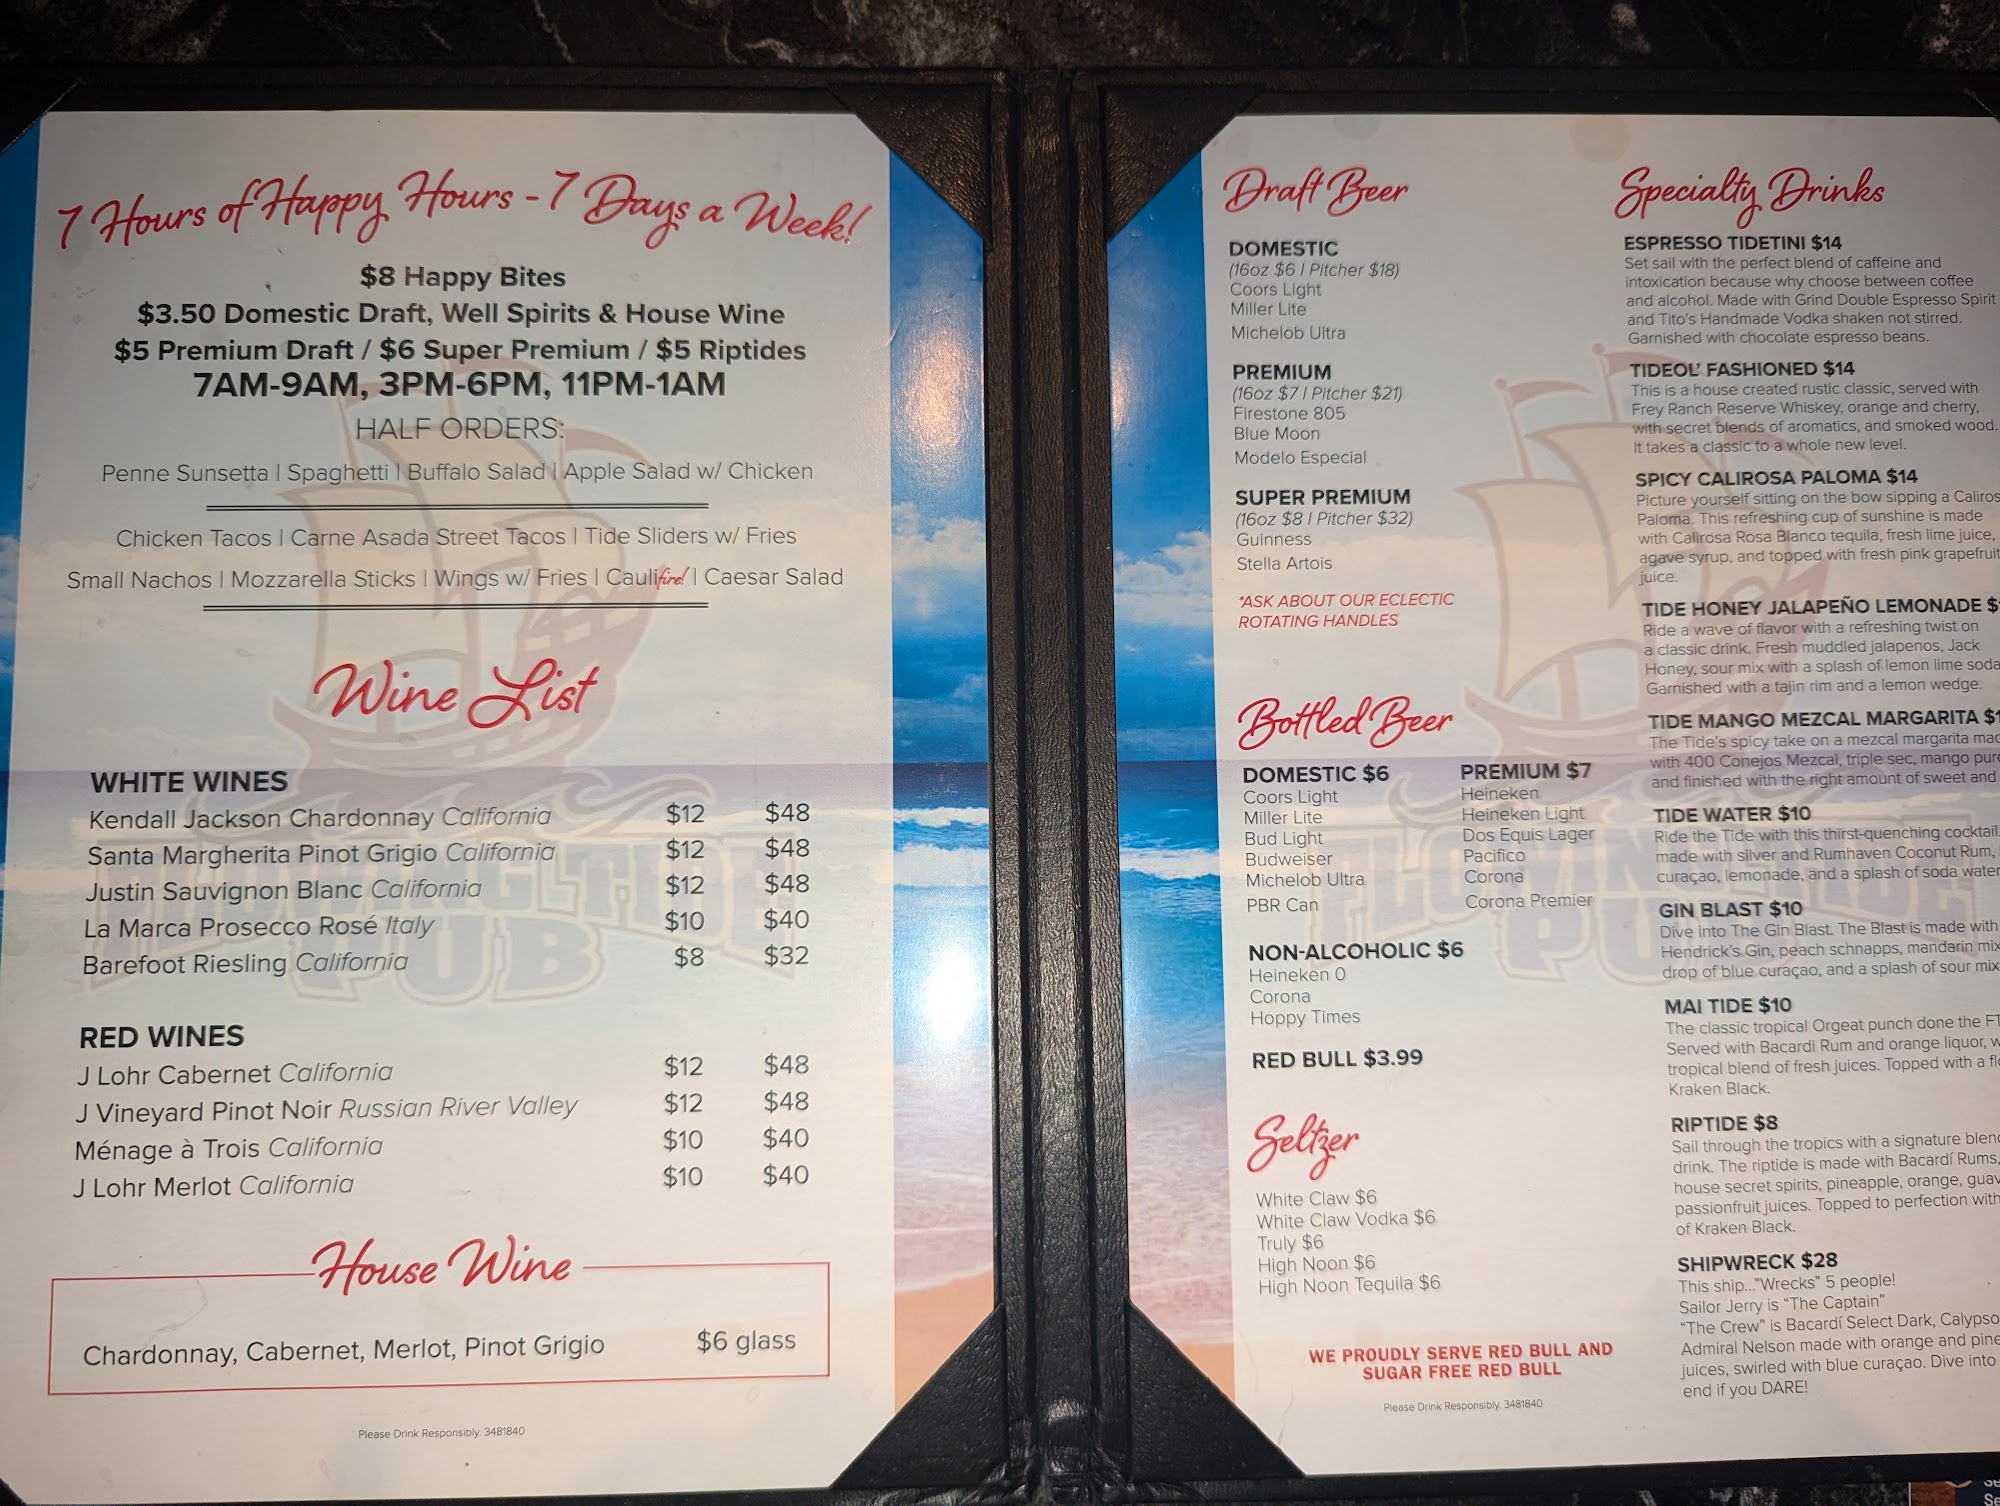 7 Hours of Happy Hours - 7 Days a Week!
$8 Happy Bites
$3.50 Domestic Draft, Well Spirits & House Wine
$5 Premium Draft / $6 Super Premium / $5 Riptides
7AM-9AM, 3PM-6PM, 11PM-1AM
HALF ORDERS:
Penne Sunsetta | Spaghetti | Buffalo Salad | Apple Salad w/ Chicken
Chicken Tacos | Carne Asada Street Tacos | Tide Sliders w/ Fries
Small Nachos | Mozzarella Sticks | Wings w/ Fries | Caulifire! | Caesar Salad
Wine List
WHITE WINES
Kendall Jackson Chardonnay California $12 $48
Santa Margherita Pinot Grigio California $12 $48
Justin Sauvignon Blanc California $12 $48
La Marca Prosecco Rosé Italy $10 $40
Barefoot Riesling California $8 $32
RED WINES
J Lohr Cabernet California $12 $48
J Vineyard Pinot Noir Russian River Valley $12 $48
Ménage à Trois California $10 $40
J Lohr Merlot California $10 $40
House Wine
Chardonnay, Cabernet, Merlot, Pinot Grigio $6 glass
Please Drink Responsibly. 3481840
Draft Beer
DOMESTIC
(16oz $6 | Pitcher $18)
Coors Light
Miller Lite
Michelob Ultra
PREMIUM
(16oz $7 | Pitcher $21)
Firestone 805
Blue Moon
Modelo Especial
SUPER PREMIUM
(16oz $8 | Pitcher $32)
Guinness
Stella Artois
*ASK ABOUT OUR ECLECTIC
ROTATING HANDLES
Bottled Beer
DOMESTIC $6
Coors Light
Miller Lite
Bud Light
Budweiser
Michelob Ultra
PBR Can
PREMIUM $7
Heineken
Heineken Light
Dos Equis Lager
Pacifico
Corona
Corona Premier
NON-ALCOHOLIC $6
Heineken 0
Corona
Hoppy Times
RED BULL $3.99
Seltzer
White Claw $6
White Claw Vodka $6
Truly $6
High Noon $6
High Noon Tequila $6
WE PROUDLY SERVE RED BULL AND
SUGAR FREE RED BULL
Please Drink Responsibly. 3481840
Specialty Drinks
ESPRESSO TIDETINI $14
Set sail with the perfect blend of caffeine and
intoxication because why choose between coffee
and alcohol. Made with Grind Double Espresso Spirit
and Tito's Handmade Vodka shaken not stirred.
Garnished with chocolate espresso beans.
TIDEOL' FASHIONED $14
This is a house created rustic classic, served with
Frey Ranch Reserve Whiskey, orange and cherry,
with secret blends of aromatics, and smoked wood.
It takes a classic to a whole new level.
SPICY CALIROSA PALOMA $14
Picture yourself sitting on the bow sipping a Caliros
Paloma. This refreshing cup of sunshine is made
with Calirosa Rosa Blanco tequila, fresh lime juice,
agave syrup, and topped with fresh pink grapefruit
juice.
TIDE HONEY JALAPEÑO LEMONADE
Ride a wave of flavor with a refreshing twist on
a classic drink. Fresh muddled jalapenos, Jack
Honey, sour mix with a splash of lemon lime soda
Garnished with a tajin rim and a lemon wedge.
TIDE MANGO MEZCAL MARGARITA
The Tide's spicy take on a mezcal margarita
with 400 Conejos Mezcal, triple sec, mango
and finished with the right amount of sweet and
TIDE WATER $10
Ride the Tide with this thirst-quenching cocktail
made with silver and Rumhaven Coconut Rum,
curaçao, lemonade, and a splash of soda water
GIN BLAST $10
Dive into The Gin Blast. The Blast is made with
Hendrick's Gin, peach schnapps, mandarin mix
drop of blue curaçao, and a splash of sour mix
MAI TIDE $10
The classic tropical Orgeat punch done the
Served with Bacardi Rum and orange liquor,
tropical blend of fresh juices. Topped with a
Kraken Black.
RIPTIDE $8
Sail through the tropics with a signature
drink. The riptide is made with Bacardí Rums,
house secret spirits, pineapple, orange,
passionfruit juices. Topped to perfection with
of Kraken Black.
SHIPWRECK $28
This ship..."Wrecks" 5 people!
Sailor Jerry is "The Captain"
"The Crew" is Bacardí Select Dark, Calypso
Admiral Nelson made with orange and
juices, swirled with blue curaçao. Dive into
end if you DARE!